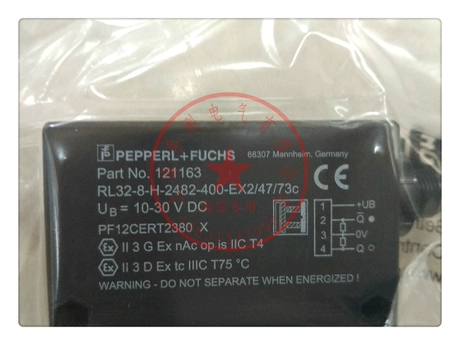 PEPPERL+FUCHS 68307 Mannheim, Germany
Part No. 121163
RL32-8-H-2482-400-EX2/47/73c
UB = 10-30 V DC
PF12CERT2380 X
Ex II 3 G Ex nAc op is IIC T4
Ex II 3 D Ex tc IIIC T75 °C
WARNING - DO NOT SEPARATE WHEN ENERGIZED !
CE
1 +UB
2 Q
3 0V
4 Q